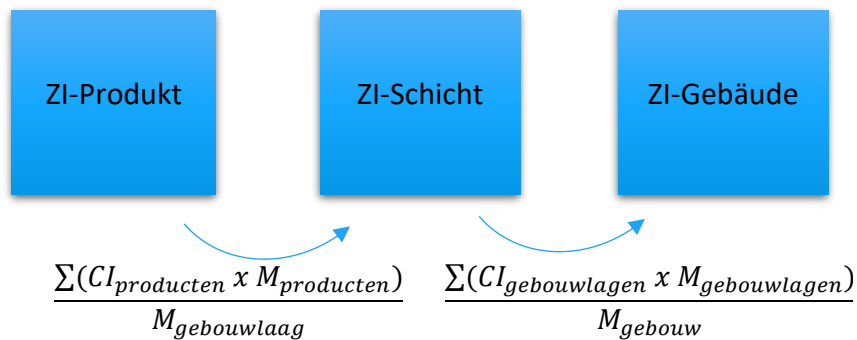 ZI-Produkt ZI-Schicht ZI-Gebäude
∑(CI_producten x M_producten) ∑(CI_gebouwlagen x M_gebouwlagen)
M_gebouwlaag M_gebouw